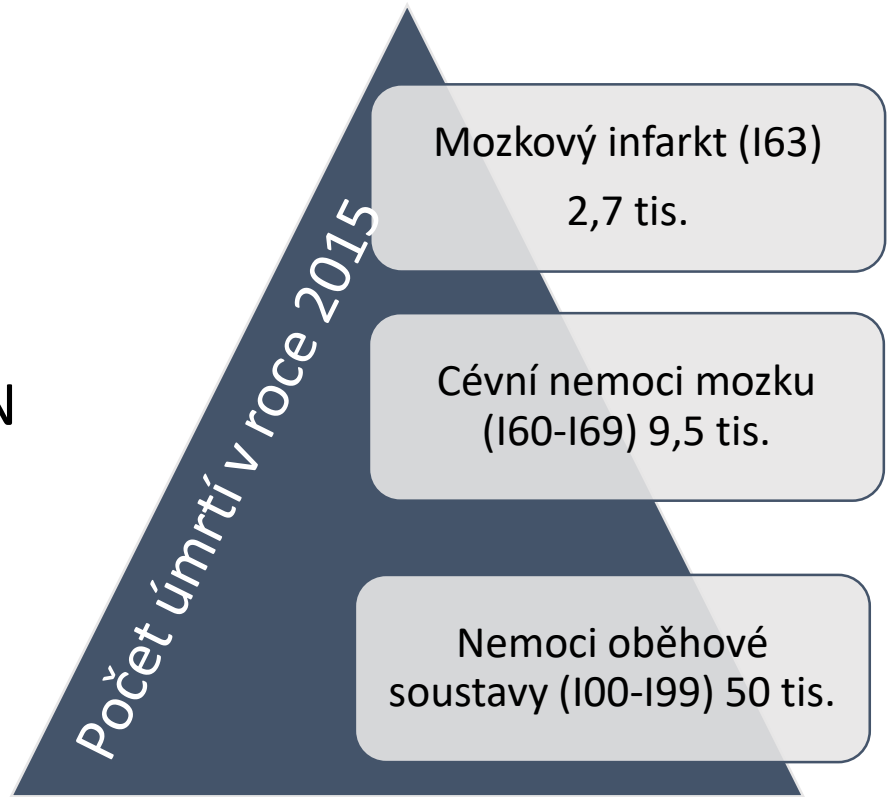 N
Počet úmrtí v roce 2015
Mozkový infarkt (I63)
2,7 tis.
Cévní nemoci mozku
(I60-I69) 9,5 tis.
Nemoci oběhové
soustavy (I00-I99) 50 tis.